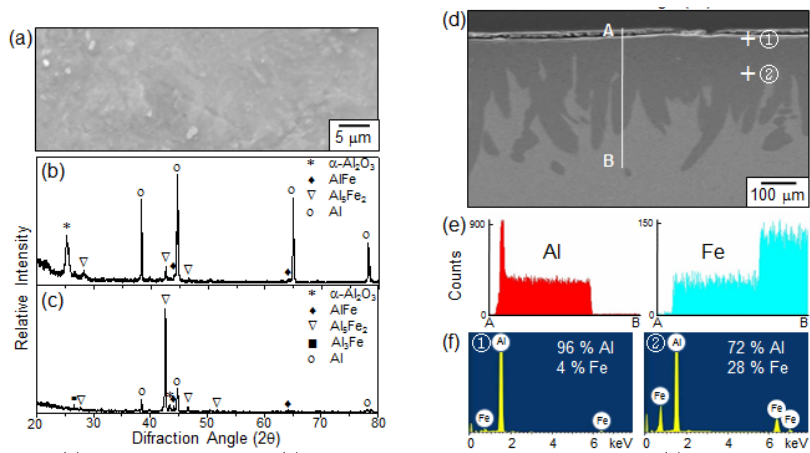 (a)
5 μm
(b)
* α-Al2O3
♦ AlFe
▽ Al5Fe2
o Al
(c)
* α-Al2O3
♦ AlFe
▽ Al5Fe2
■ Al3Fe
o Al
Relative Intensity
20 30 40 50 60 70 80
Difraction Angle (2θ)
(d)
A
B
+ ①
+ ②
100 μm
(e)
900
0
Counts
Al
A B
150
0
Fe
A B
(f)
①
Al
96 % Al
4 % Fe
Fe
Fe
0 2 4 6 keV
②
Al
72 % Al
28 % Fe
Fe
Fe
Fe
0 2 4 6 keV